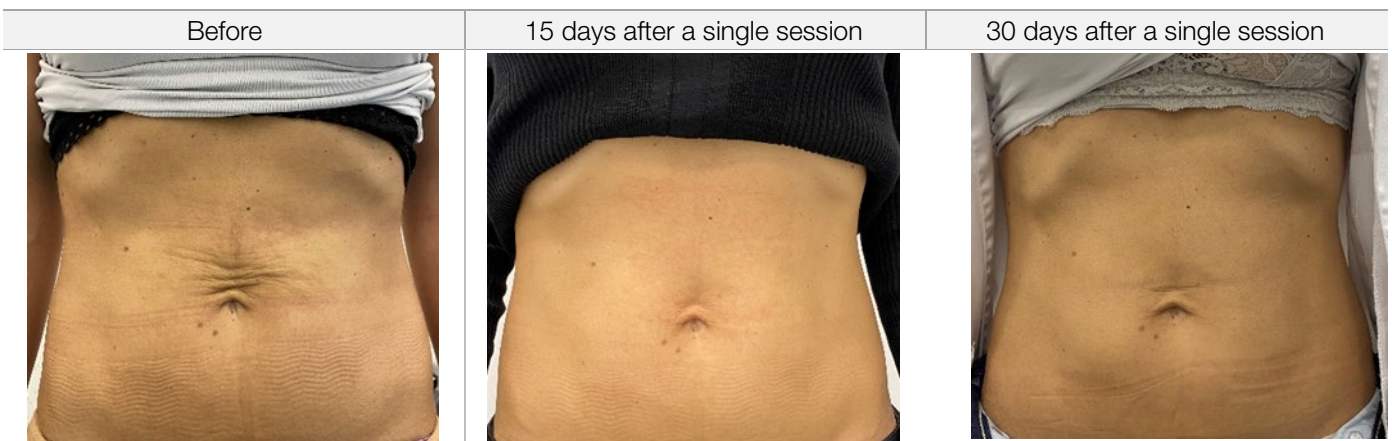 Before
15 days after a single session
30 days after a single session